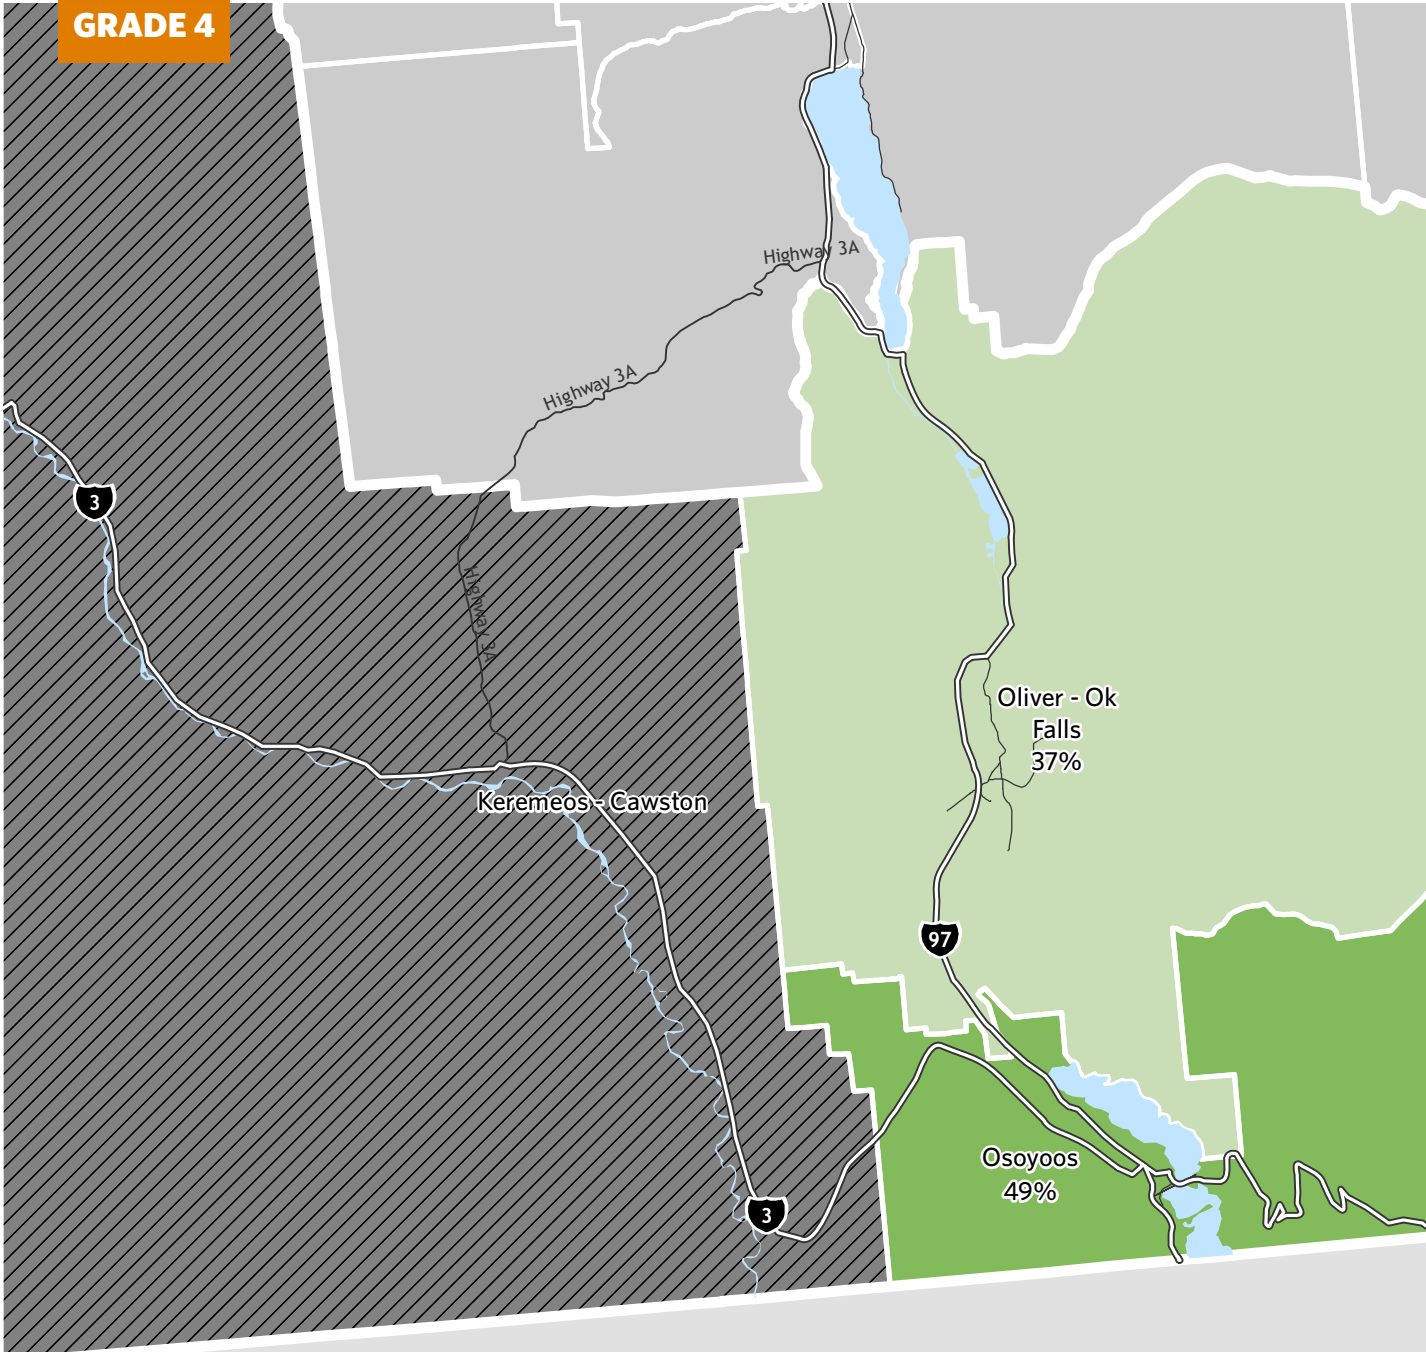 GRADE 4
Highway 3A
Highway 3A
3
Highway 3A
Oliver - Ok
Falls
37%
Keremeos - Cawston
97
Osoyoos
49%
3